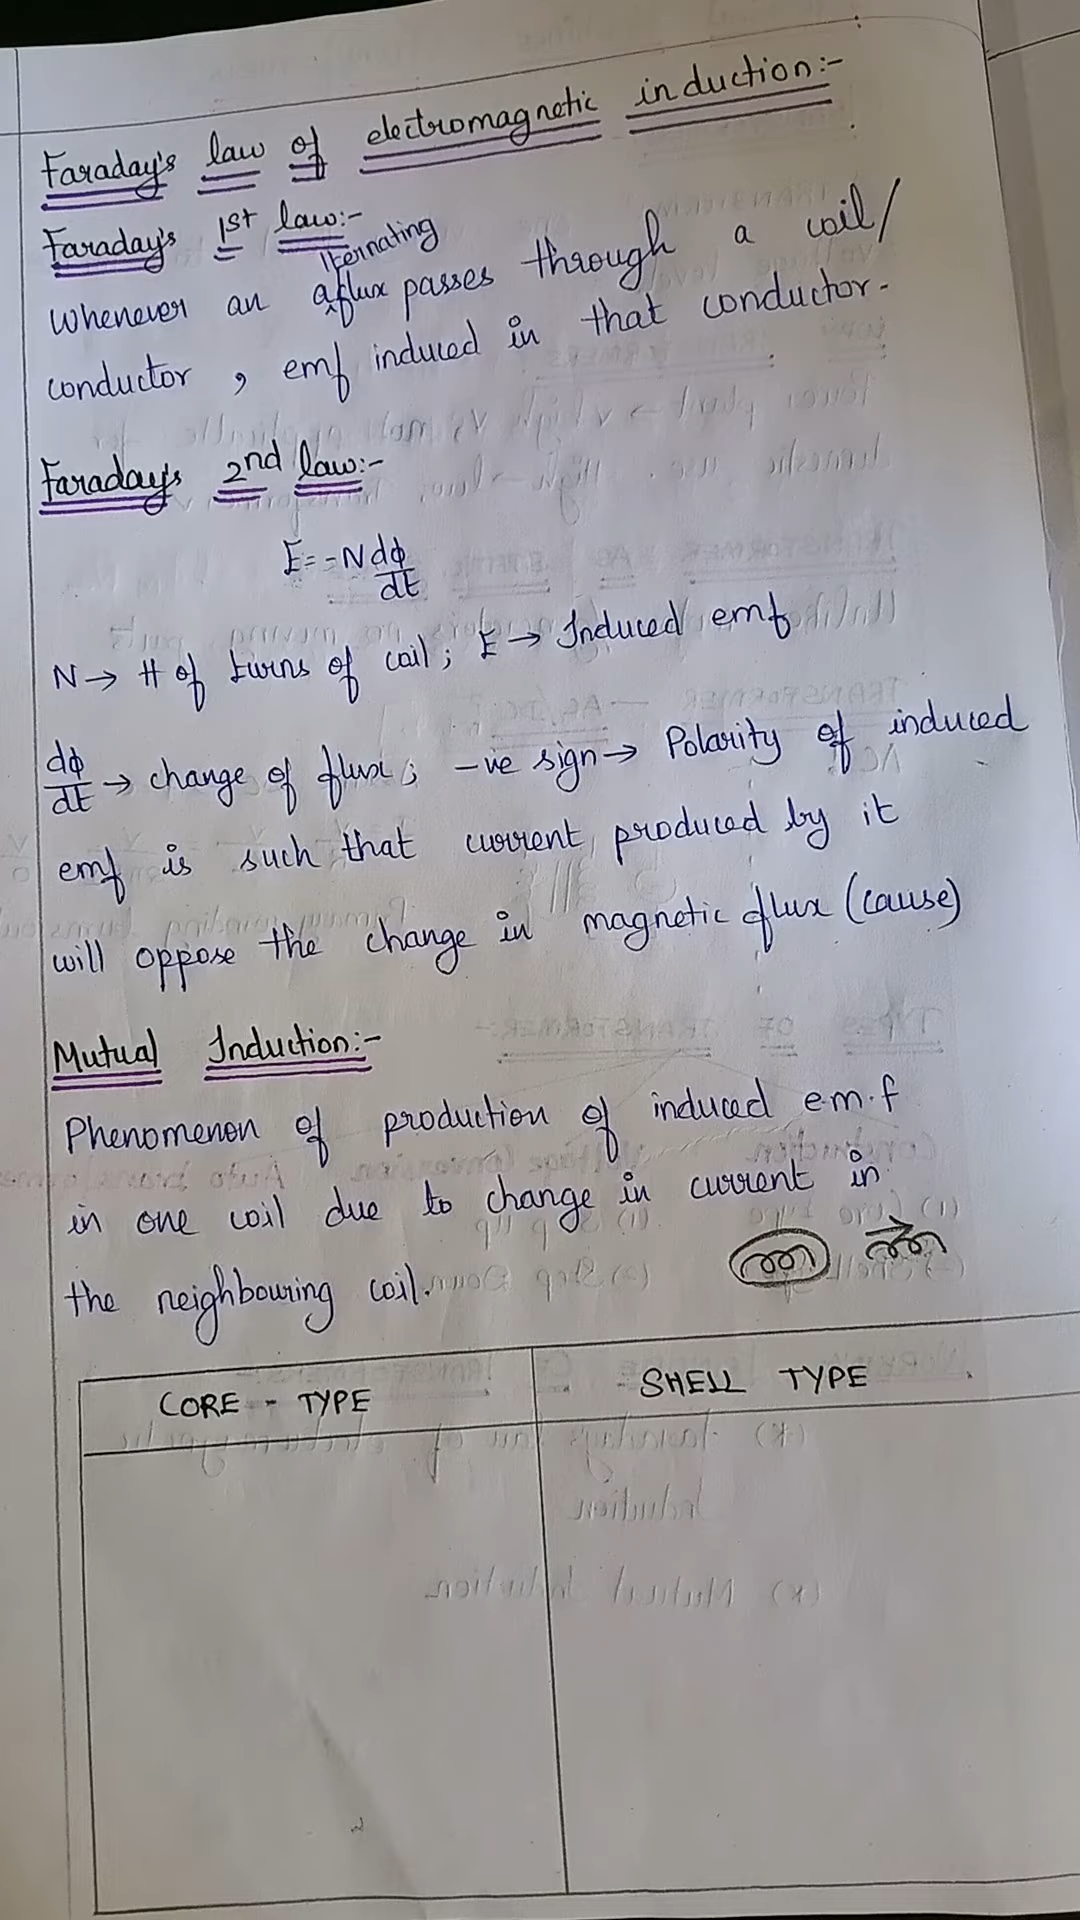 Faraday's law of electromagnetic induction:-
Faraday's 1st law:-
Whenever an alternating flux passes through a coil/
conductor, emf induced in that conductor.
Faraday's 2nd law:-
E = -N dφ/dt
N → # of turns of coil; E → Induced emf
dφ/dt → change of flux; -ve sign → Polarity of induced
emf is such that current produced by it
will oppose the change in magnetic flux (cause)
Mutual Induction:-
Phenomenon of production of induced e.m.f
in one coil due to change in current in
the neighbouring coil.
CORE - TYPE
SHELL TYPE